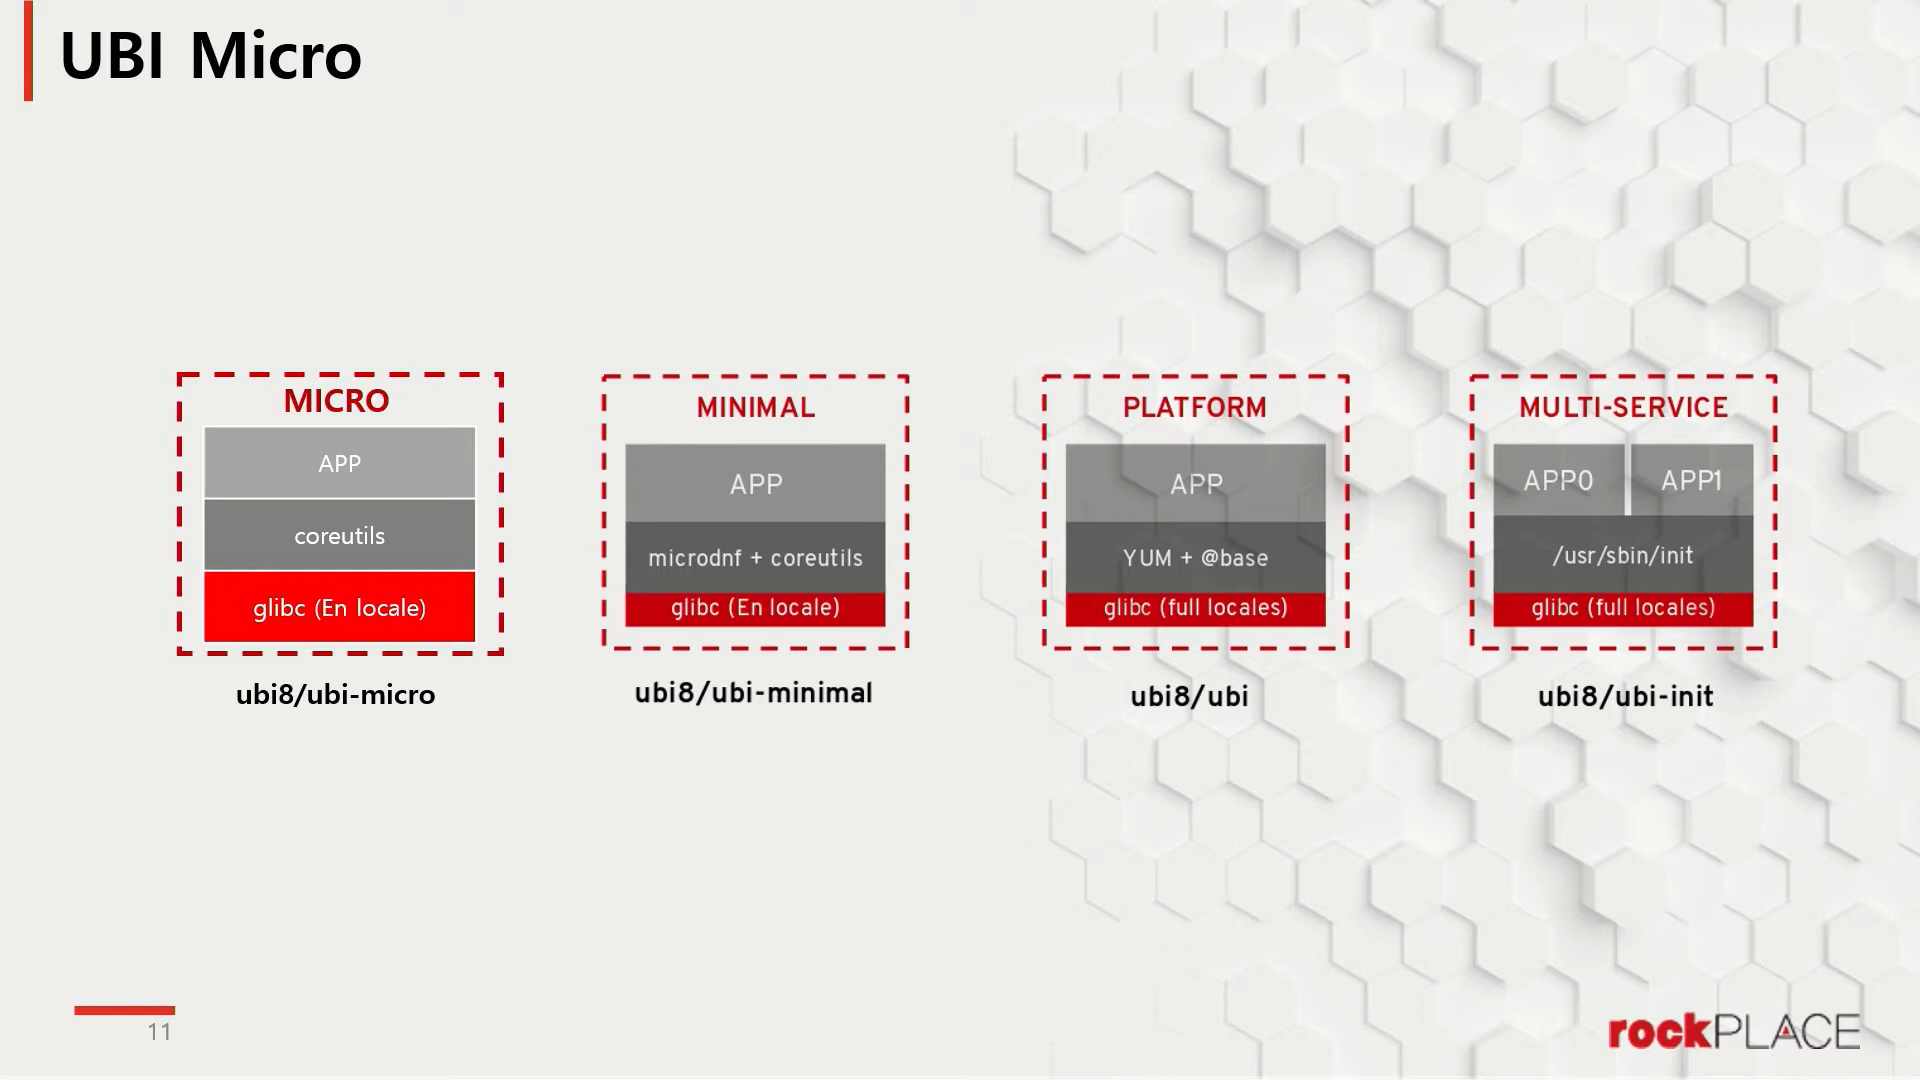 UBI Micro
MICRO
APP
coreutils
glibc (En locale)
ubi8/ubi-micro
MINIMAL
APP
microdnf + coreutils
glibc (En locale)
ubi8/ubi-minimal
PLATFORM
APP
YUM + @base
glibc (full locales)
ubi8/ubi
MULTI-SERVICE
APP0 APP1
/usr/sbin/init
glibc (full locales)
ubi8/ubi-init
11
rockPLACE